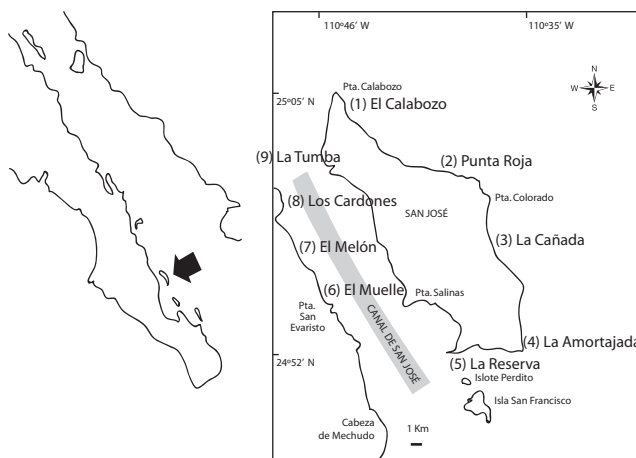 110º46' W
110º35' W
N
W E
S
Pta. Calabozo
25º05' N
(1) El Calabozo
(9) La Tumba
(2) Punta Roja
(8) Los Cardones
SAN JOSÉ
Pta. Colorado
(7) El Melón
(3) La Cañada
(6) El Muelle
Pta. Salinas
Pta.
San
Evaristo
CANAL DE SAN JOSÉ
(4) La Amortajada
24º52' N
(5) La Reserva
Islote Perdito
Isla San Francisco
Cabeza
de Mechudo
1 Km